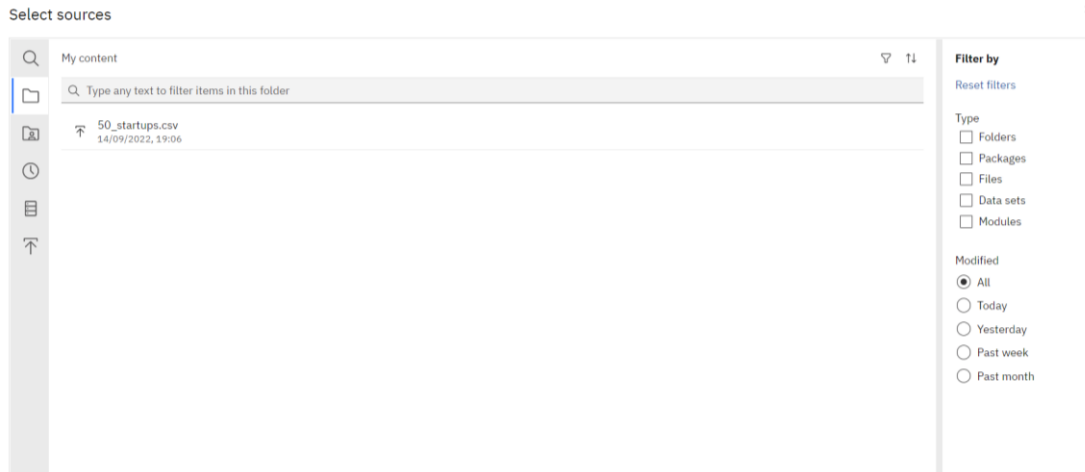 Select sources
My content
Type any text to filter items in this folder
50_startups.csv
14/09/2022, 19:06
Filter by
Reset filters
Type
Folders
Packages
Files
Data sets
Modules
Modified
All
Today
Yesterday
Past week
Past month